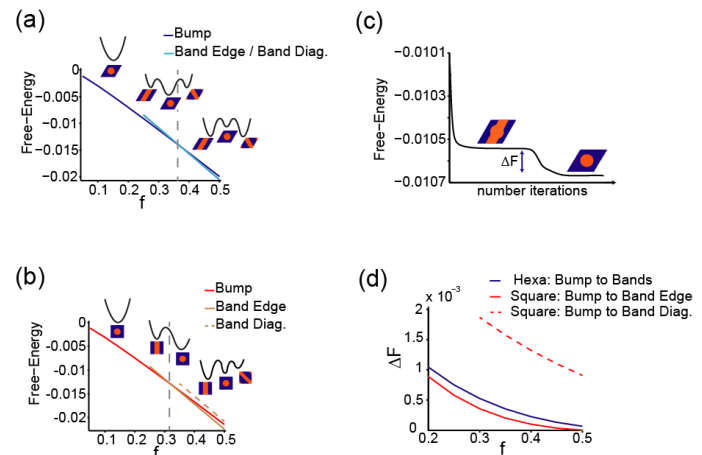 (a)
Bump
Band Edge / Band Diag.
Free-Energy
0
−0.005
−0.01
−0.015
−0.02
0.1 0.2 0.3 0.4 0.5
f
(c)
Free−Energy
−0.0101
−0.0103
−0.0105
−0.0107
ΔF
number iterations
(b)
Bump
Band Edge
Band Diag.
Free-Energy
0
−0.005
−0.01
−0.015
−0.02
0.1 0.2 0.3 0.4 0.5
f
(d)
Hexa: Bump to Bands
Square: Bump to Band Edge
Square: Bump to Band Diag.
x 10⁻³
ΔF
2
1.5
1
0.5
0
0.2 0.3 0.4 0.5
f